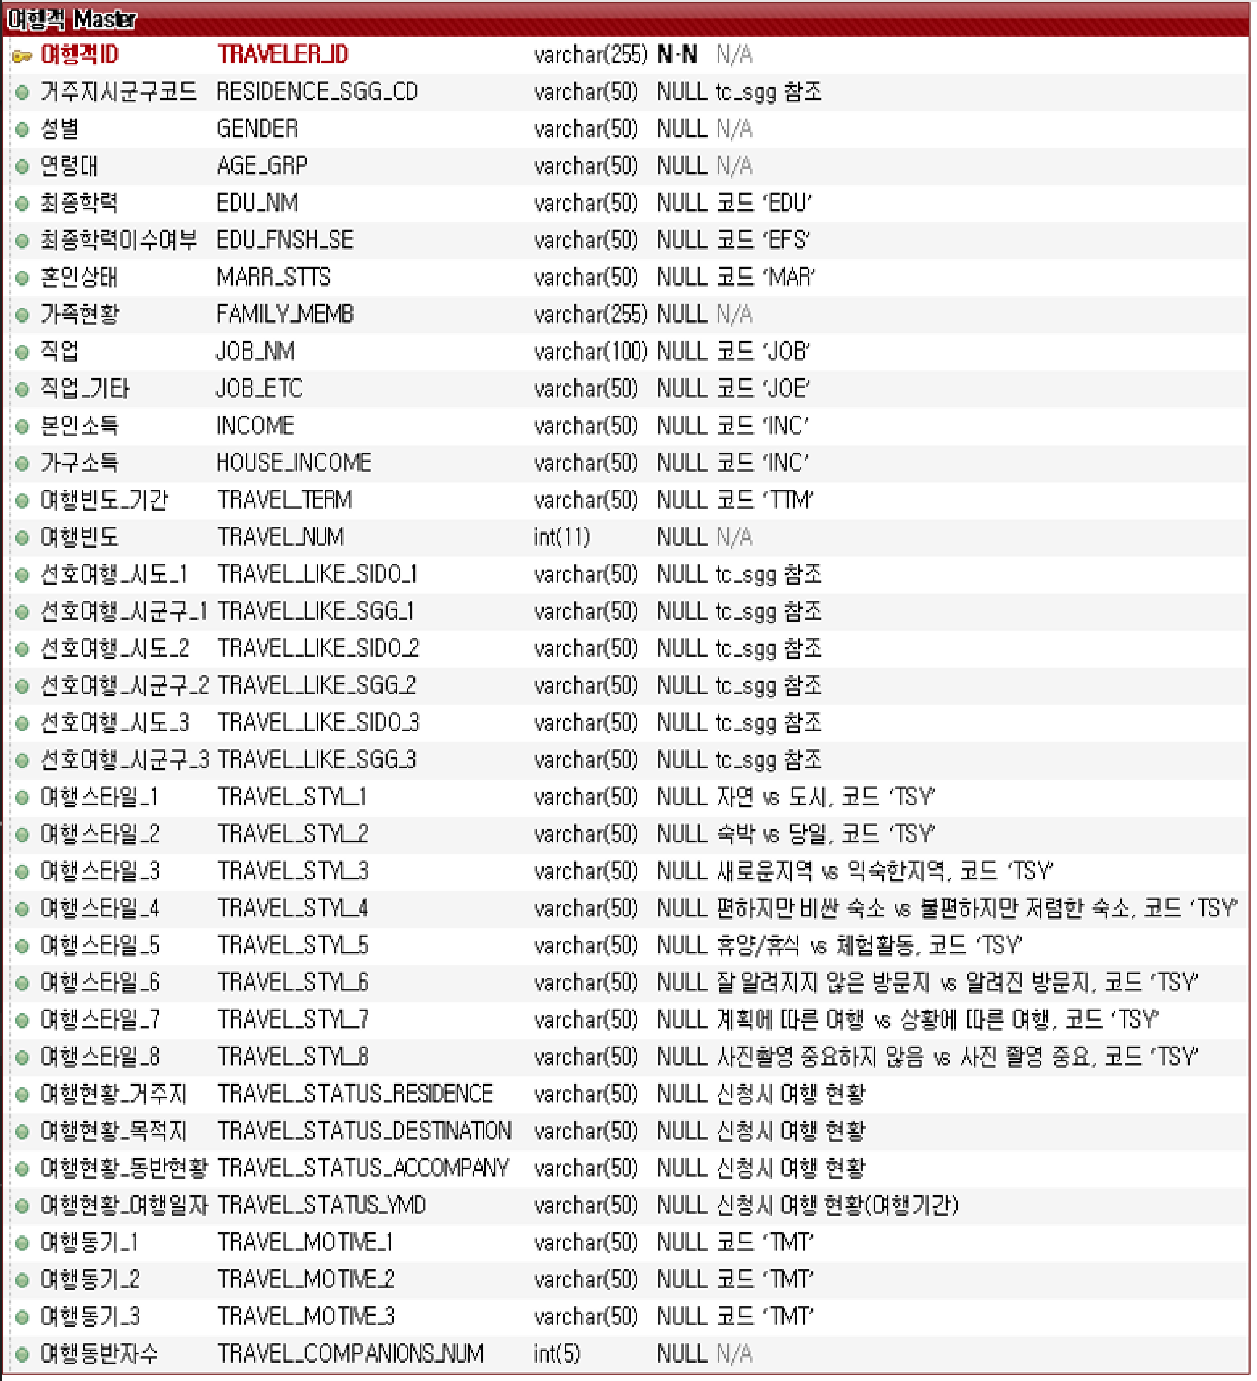 여행객 Master
여행객ID TRAVELER_ID varchar(255) N-N N/A
거주지시군구코드 RESIDENCE_SGG_CD varchar(50) NULL tc_sgg 참조
성별 GENDER varchar(50) NULL N/A
연령대 AGE_GRP varchar(50) NULL N/A
최종학력 EDU_NM varchar(50) NULL 코드 'EDU'
최종학력이수여부 EDU_FNSH_SE varchar(50) NULL 코드 'EFS'
혼인상태 MARR_STTS varchar(50) NULL 코드 'MAR'
가족현황 FAMILY_MEMB varchar(255) NULL N/A
직업 JOB_NM varchar(100) NULL 코드 'JOB'
직업_기타 JOB_ETC varchar(50) NULL 코드 'JOE'
본인소득 INCOME varchar(50) NULL 코드 'INC'
가구소득 HOUSE_INCOME varchar(50) NULL 코드 'INC'
여행빈도_기간 TRAVEL_TERM varchar(50) NULL 코드 'TTM'
여행빈도 TRAVEL_NUM int(11) NULL N/A
선호여행_시도_1 TRAVEL_LIKE_SIDO_1 varchar(50) NULL tc_sgg 참조
선호여행_시군구_1 TRAVEL_LIKE_SGG_1 varchar(50) NULL tc_sgg 참조
선호여행_시도_2 TRAVEL_LIKE_SIDO_2 varchar(50) NULL tc_sgg 참조
선호여행_시군구_2 TRAVEL_LIKE_SGG_2 varchar(50) NULL tc_sgg 참조
선호여행_시도_3 TRAVEL_LIKE_SIDO_3 varchar(50) NULL tc_sgg 참조
선호여행_시군구_3 TRAVEL_LIKE_SGG_3 varchar(50) NULL tc_sgg 참조
여행스타일_1 TRAVEL_STYL_1 varchar(50) NULL 자연 vs 도시, 코드 'TSY'
여행스타일_2 TRAVEL_STYL_2 varchar(50) NULL 숙박 vs 당일, 코드 'TSY'
여행스타일_3 TRAVEL_STYL_3 varchar(50) NULL 새로운지역 vs 익숙한지역, 코드 'TSY'
여행스타일_4 TRAVEL_STYL_4 varchar(50) NULL 편하지만 비싼 숙소 vs 불편하지만 저렴한 숙소, 코드 'TSY'
여행스타일_5 TRAVEL_STYL_5 varchar(50) NULL 휴양/휴식 vs 체험활동, 코드 'TSY'
여행스타일_6 TRAVEL_STYL_6 varchar(50) NULL 잘 알려지지 않은 방문지 vs 알려진 방문지, 코드 'TSY'
여행스타일_7 TRAVEL_STYL_7 varchar(50) NULL 계획에 따른 여행 vs 상황에 따른 여행, 코드 'TSY'
여행스타일_8 TRAVEL_STYL_8 varchar(50) NULL 사진촬영 중요하지 않음 vs 사진 촬영 중요, 코드 'TSY'
여행현황_거주지 TRAVEL_STATUS_RESIDENCE varchar(50) NULL 신청시 여행 현황
여행현황_목적지 TRAVEL_STATUS_DESTINATION varchar(50) NULL 신청시 여행 현황
여행현황_동반현황 TRAVEL_STATUS_ACCOMPANY varchar(50) NULL 신청시 여행 현황
여행현황_여행일자 TRAVEL_STATUS_YMD varchar(50) NULL 신청시 여행 현황(여행기간)
여행동기_1 TRAVEL_MOTIVE_1 varchar(50) NULL 코드 'TMT'
여행동기_2 TRAVEL_MOTIVE_2 varchar(50) NULL 코드 'TMT'
여행동기_3 TRAVEL_MOTIVE_3 varchar(50) NULL 코드 'TMT'
여행동반자수 TRAVEL_COMPANIONS_NUM int(5) NULL N/A